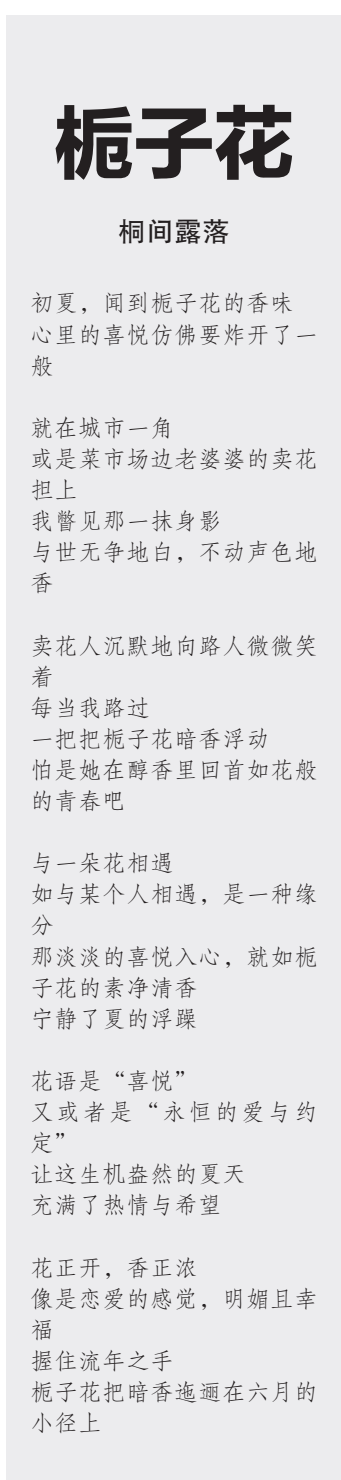 栀子花
桐间露落
初夏，闻到栀子花的香味
心里的喜悦仿佛要炸开了一
般
就在城市一角
或是菜市场边老婆婆的卖花
担上
我瞥见那一抹身影
与世无争地白，不动声色地
香
卖花人沉默地向路人微微笑
着
每当我路过
一把把栀子花暗香浮动
怕是她在醇香里回首如花般
的青春吧
与一朵花相遇
如与某个人相遇，是一种缘
分
那淡淡的喜悦入心，就如栀
子花的素净清香
宁静了夏的浮躁
花语是“喜悦”
又或者是“永恒的爱与约
定”
让这生机盎然的夏天
充满了热情与希望
花正开，香正浓
像是恋爱的感觉，明媚且幸
福
握住流年之手
栀子花把暗香迤逦在六月的
小径上